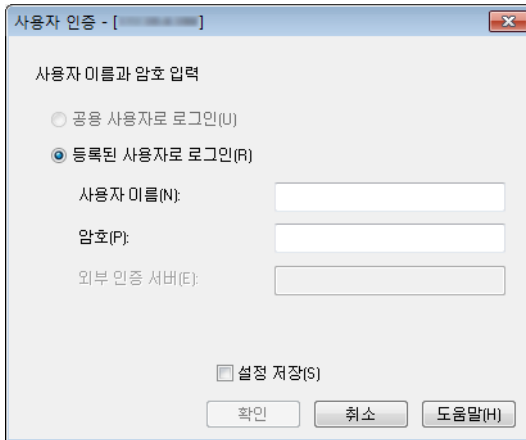 사용자 인증 - [ ]
사용자 이름과 암호 입력
공용 사용자로 로그인(U)
등록된 사용자로 로그인(R)
사용자 이름(N):
암호(P):
외부 인증 서버(E):
설정 저장(S)
확인 취소 도움말(H)